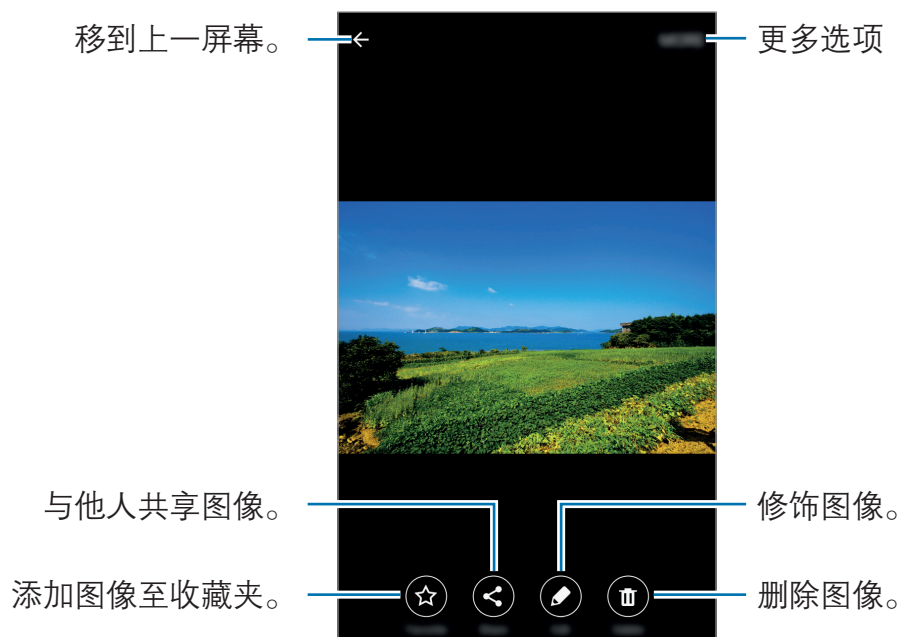 移到上一屏幕。
更多选项
与他人共享图像。
修饰图像。
添加图像至收藏夹。
删除图像。